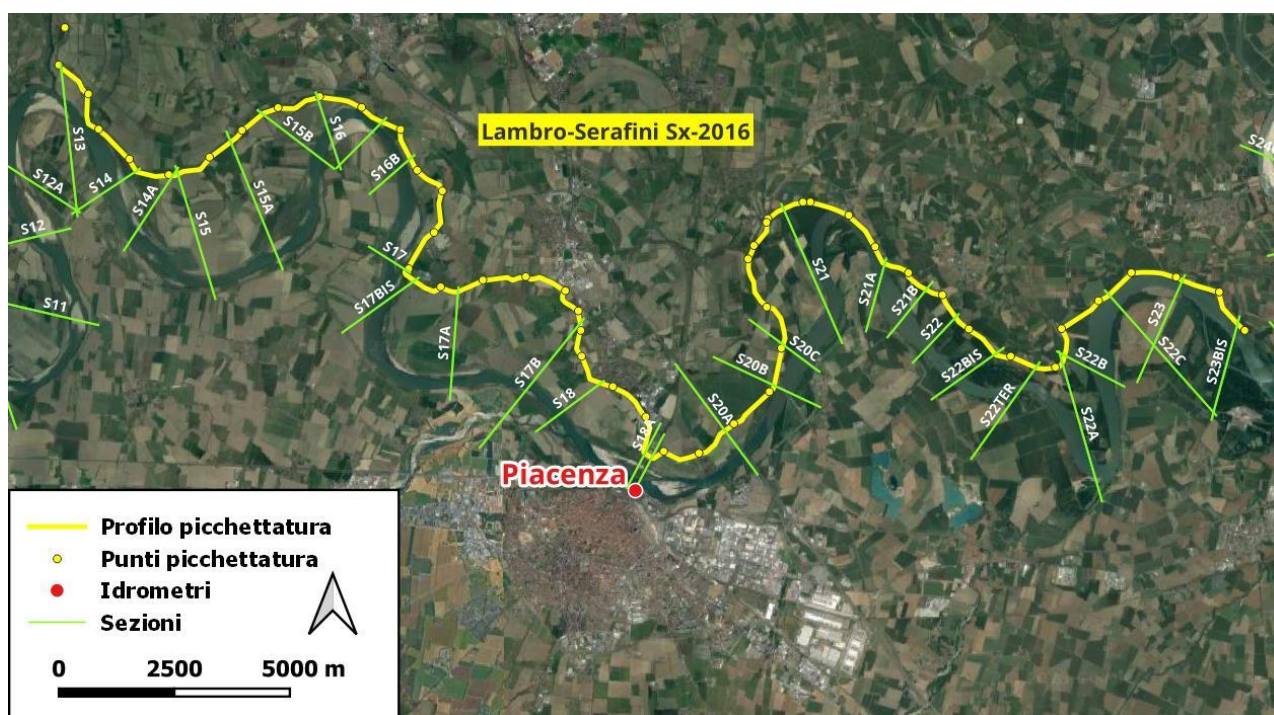 Lambro-Serafini Sx-2016
S13
S12A
S14
S12
S11
S14A
S15
S15A
S15B
S16
S16B
S17
S17BIS
S17A
S17B
S18
S18A
S20A
S20B
S20C
S21
S21A
S21B
S22
S22BIS
S22TER
S22A
S22B
S22C
S23
S23BIS
Piacenza
Profilo picchettatura
Punti picchettatura
Idrometri
Sezioni
0 2500 5000 m